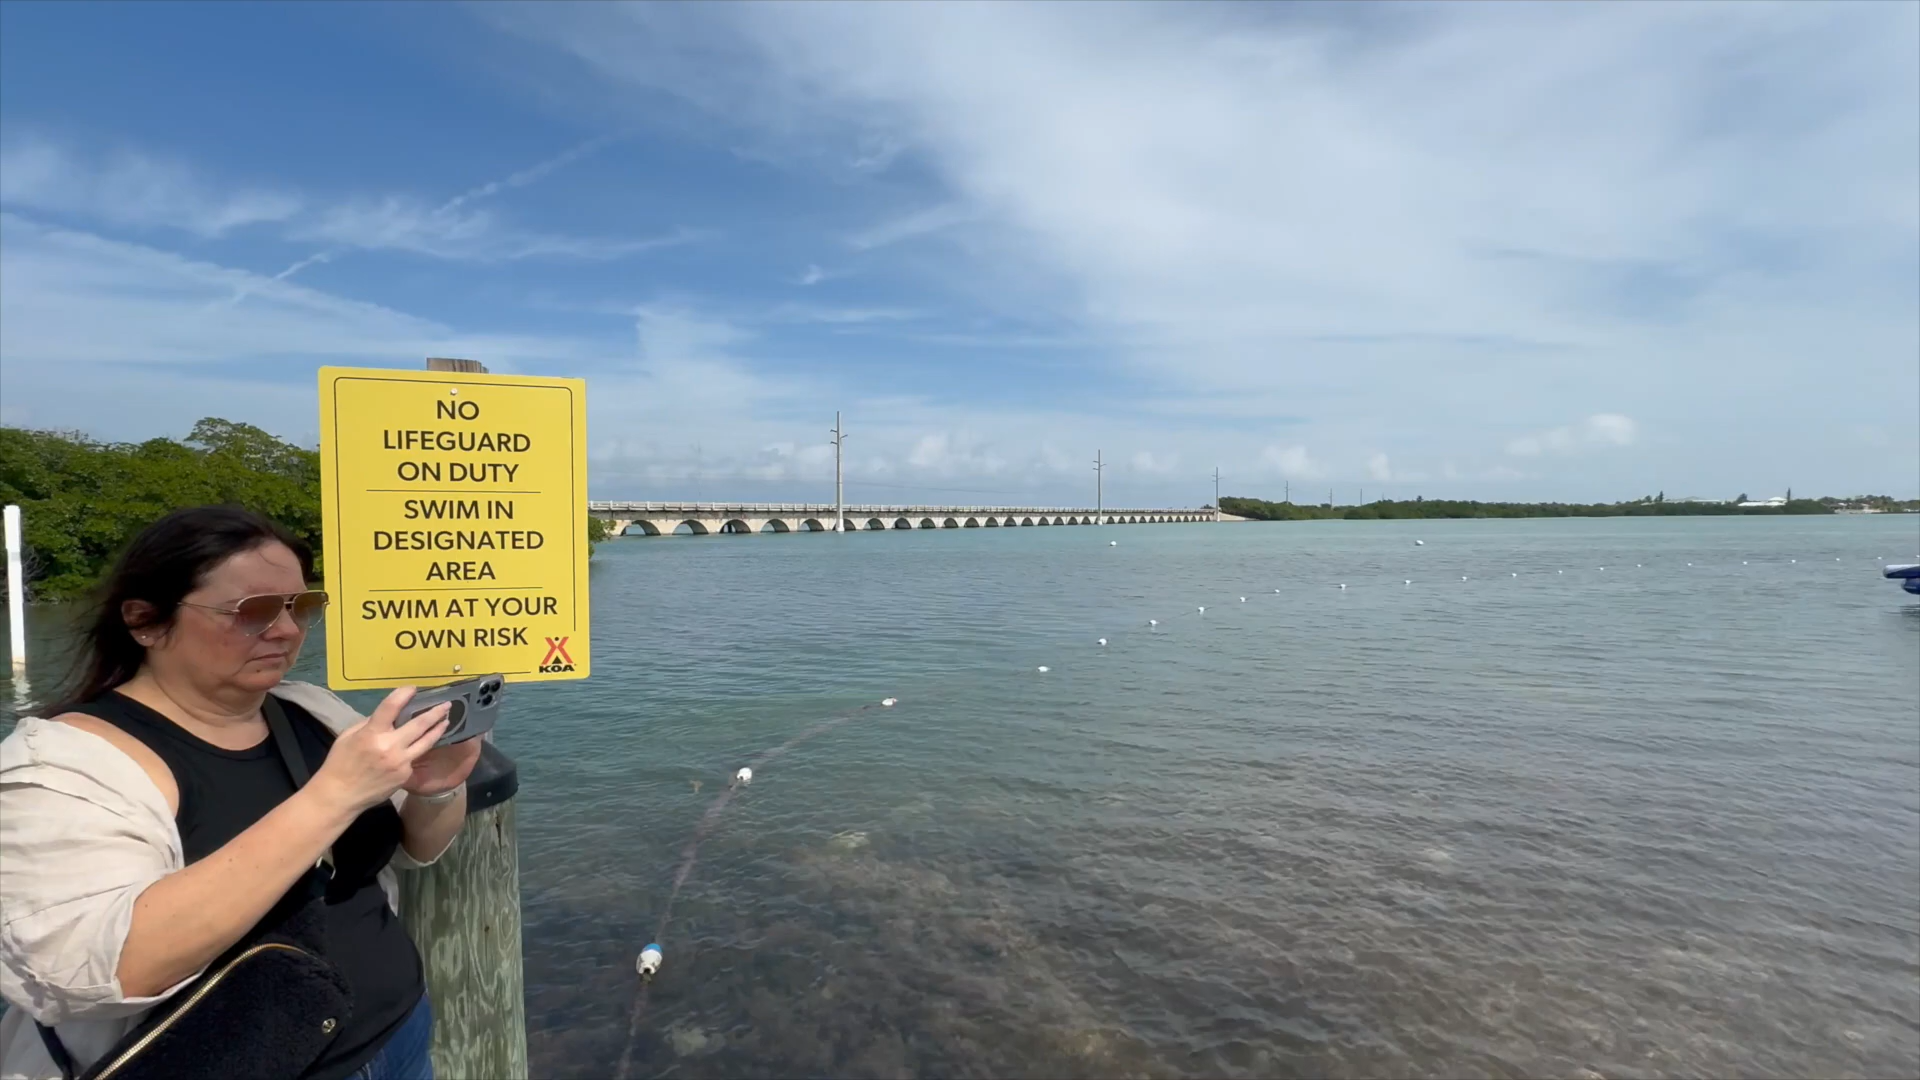 NO
LIFEGUARD
ON DUTY
SWIM IN
DESIGNATED
AREA
SWIM AT YOUR
OWN RISK
KOA